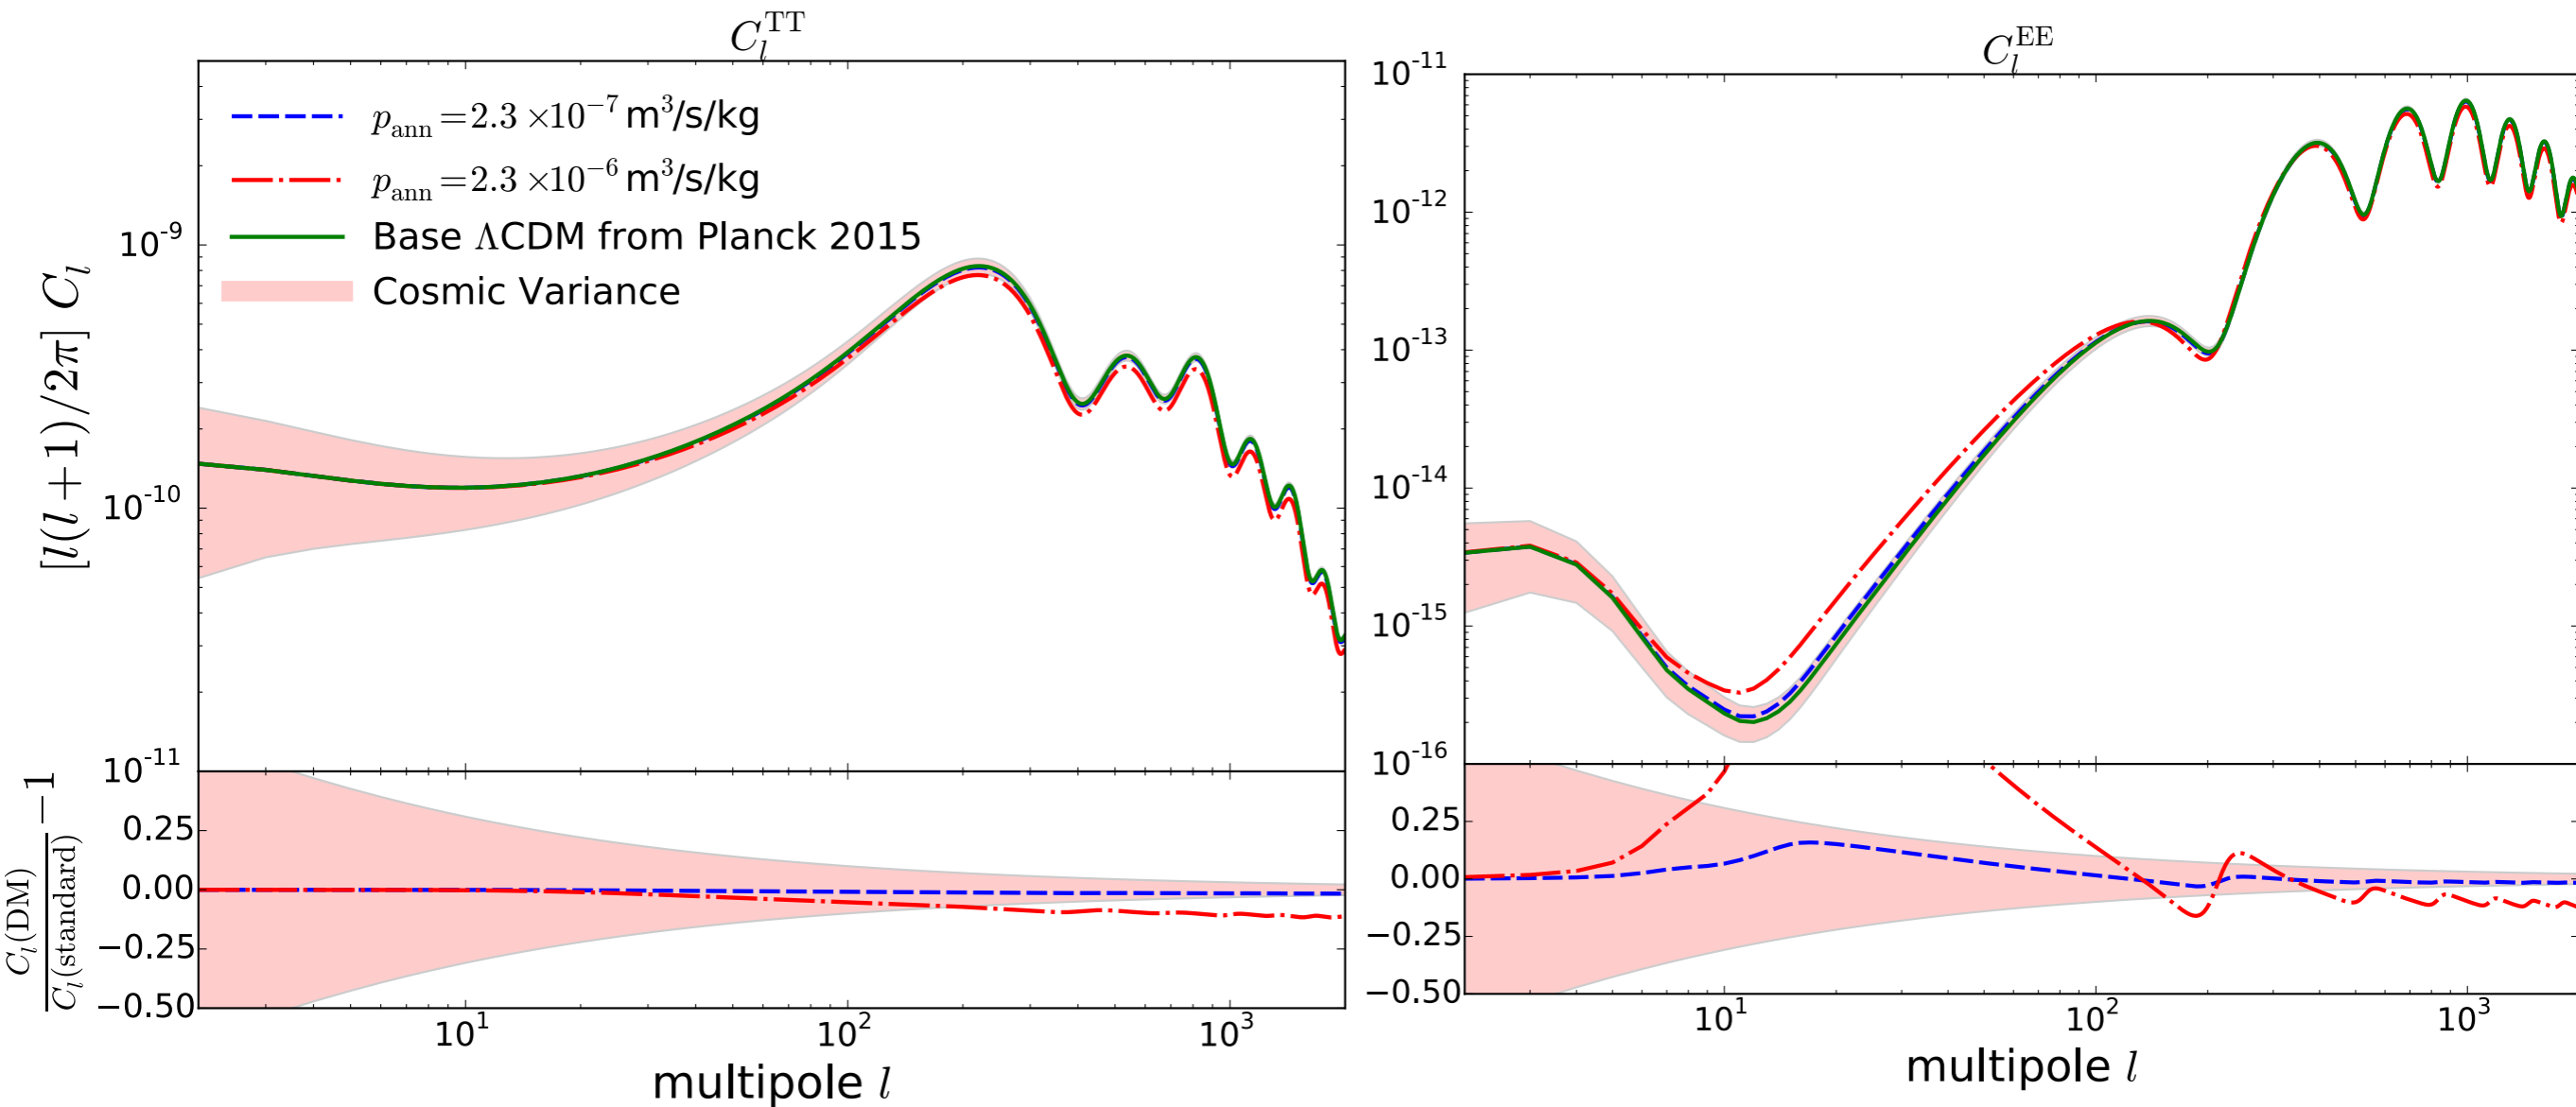 C_l^TT
p_ann = 2.3 ×10^−7 m^3/s/kg
p_ann = 2.3 ×10^−6 m^3/s/kg
Base ΛCDM from Planck 2015
Cosmic Variance
[l(l+1)/2π] C_l
10^-9
10^-10
10^-11
C_l(DM)/C_l(standard) −1
0.25
0.00
−0.25
−0.50
10^1
10^2
10^3
multipole l
C_l^EE
10^-11
10^-12
10^-13
10^-14
10^-15
10^-16
0.25
0.00
−0.25
−0.50
10^1
10^2
10^3
multipole l